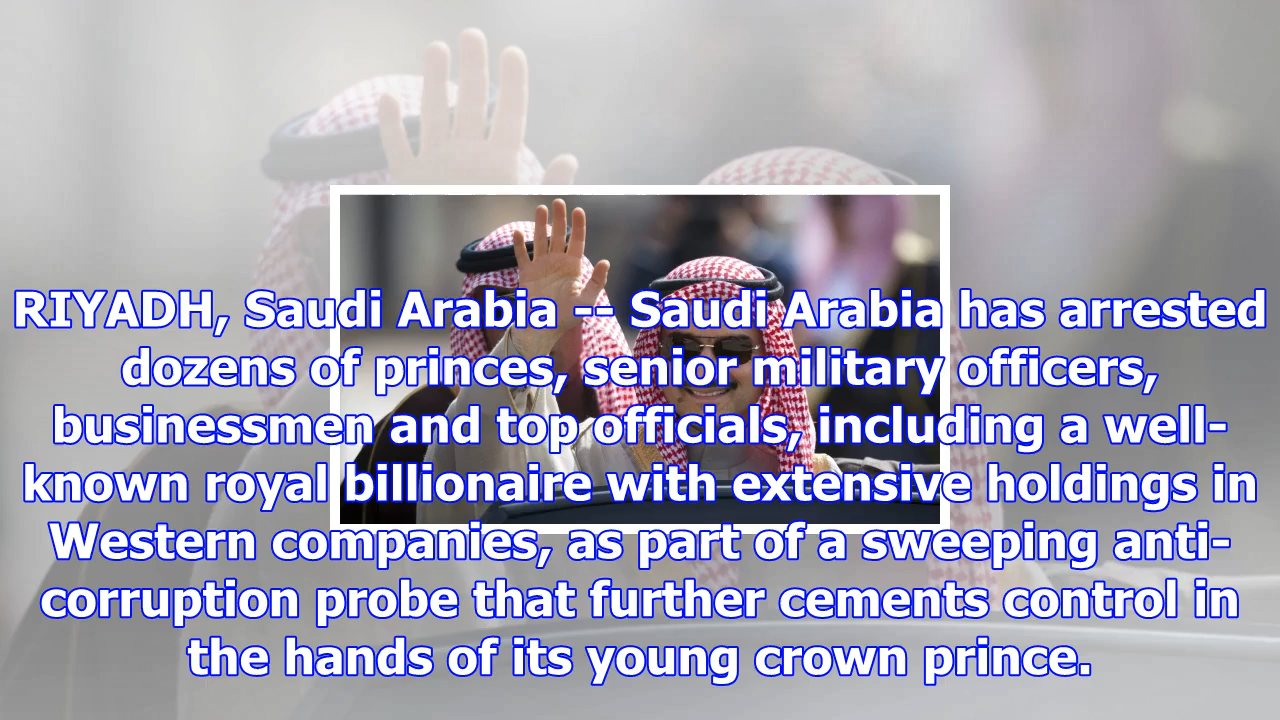 RIYADH, Saudi Arabia -- Saudi Arabia has arrested
dozens of princes, senior military officers,
businessmen and top officials, including a well-
known royal billionaire with extensive holdings in
Western companies, as part of a sweeping anti-
corruption probe that further cements control in
the hands of its young crown prince.